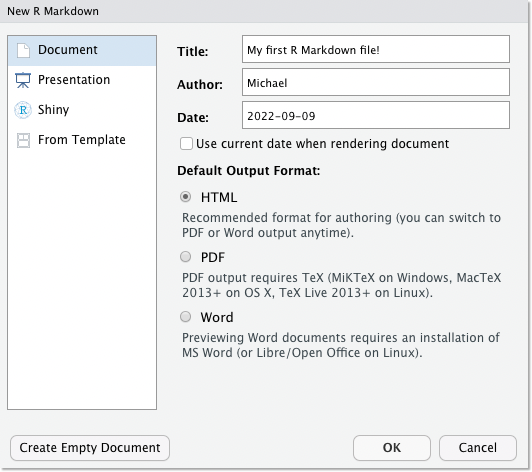 New R Markdown
Document
Presentation
R Shiny
From Template
Title: My first R Markdown file!
Author: Michael
Date: 2022-09-09
Use current date when rendering document
Default Output Format:
HTML
Recommended format for authoring (you can switch to
PDF or Word output anytime).
PDF
PDF output requires TeX (MiKTeX on Windows, MacTeX
2013+ on OS X, TeX Live 2013+ on Linux).
Word
Previewing Word documents requires an installation of
MS Word (or Libre/Open Office on Linux).
Create Empty Document
OK
Cancel